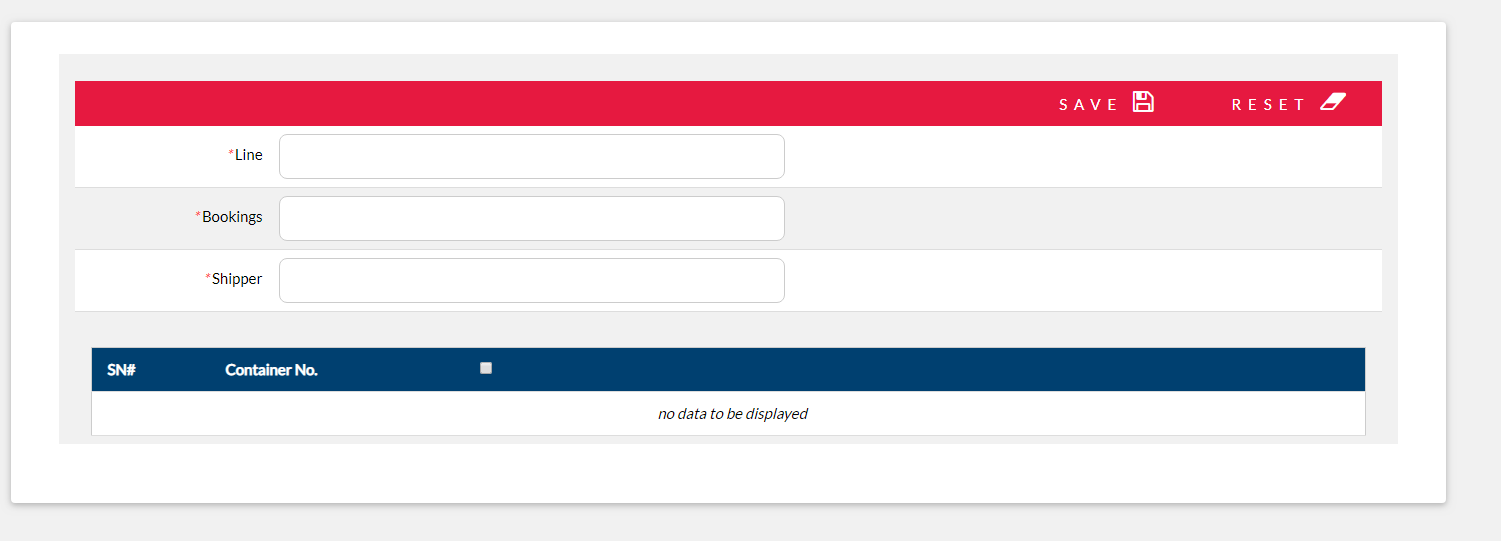 SAVE RESET
*Line
*Bookings
*Shipper
SN# Container No.
no data to be displayed